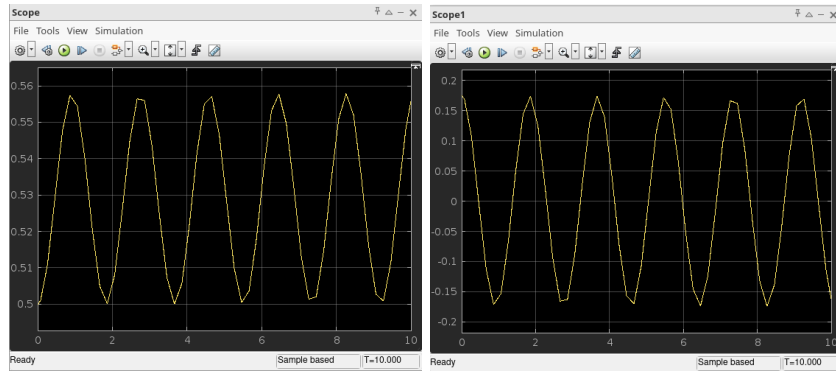 Scope
File Tools View Simulation
0.56
0.55
0.54
0.53
0.52
0.51
0.5
0 2 4 6 8 10
Ready Sample based T=10.000
Scope1
File Tools View Simulation
0.2
0.15
0.1
0.05
0
-0.05
-0.1
-0.15
-0.2
0 2 4 6 8 10
Ready Sample based T=10.000